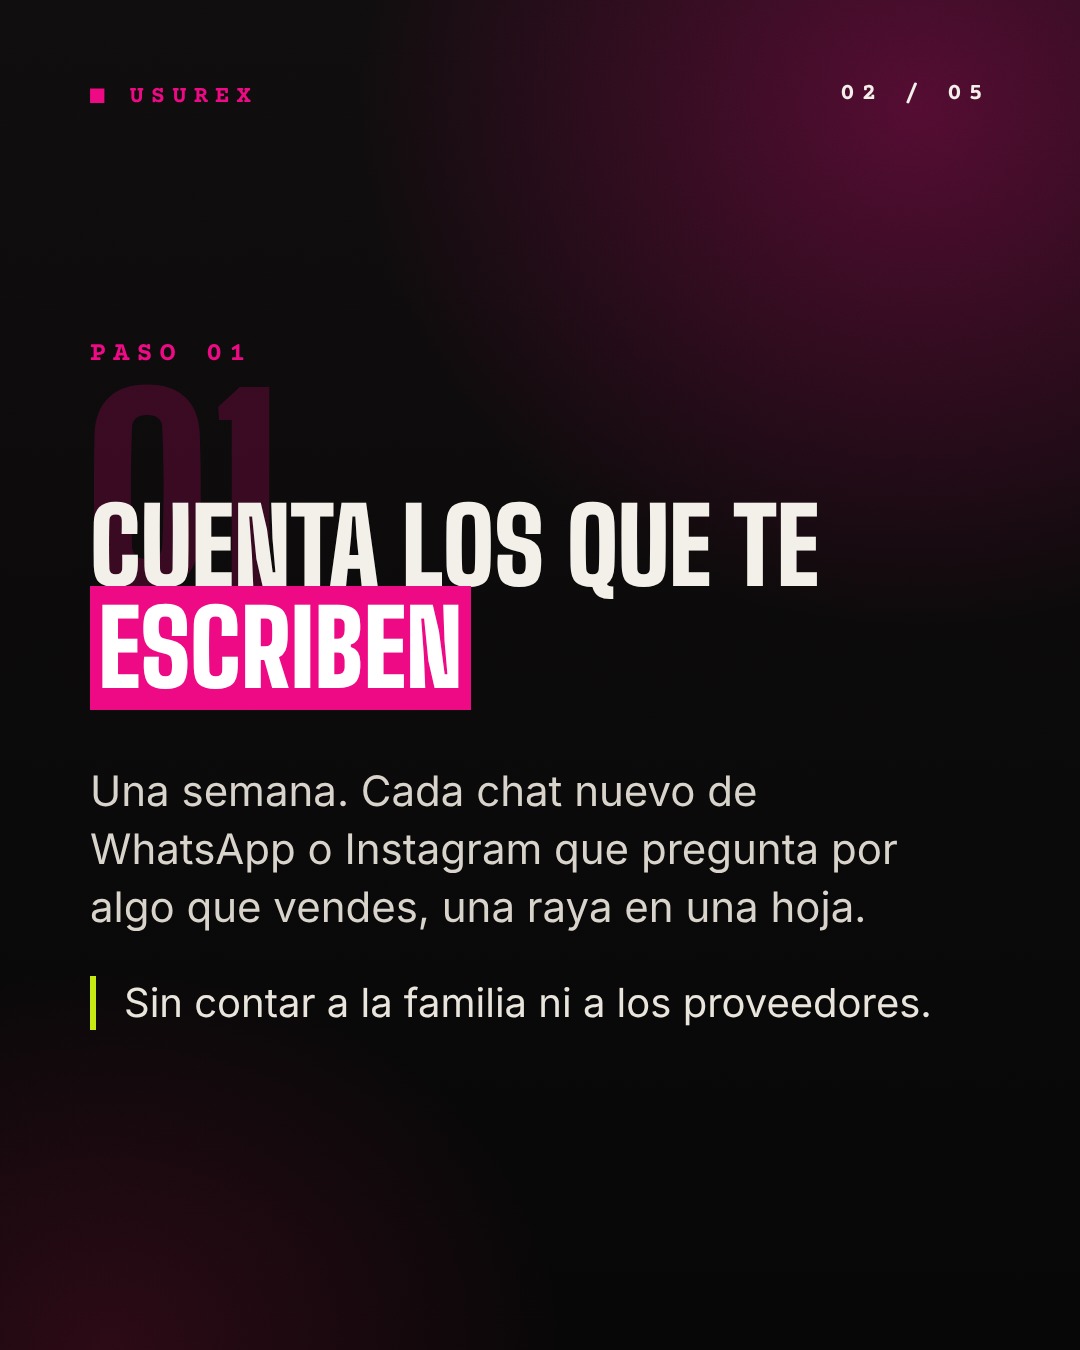 USUREX
02 / 05
PASO 01
01
CUENTA LOS QUE TE
ESCRIBEN
Una semana. Cada chat nuevo de
WhatsApp o Instagram que pregunta por
algo que vendes, una raya en una hoja.
Sin contar a la familia ni a los proveedores.